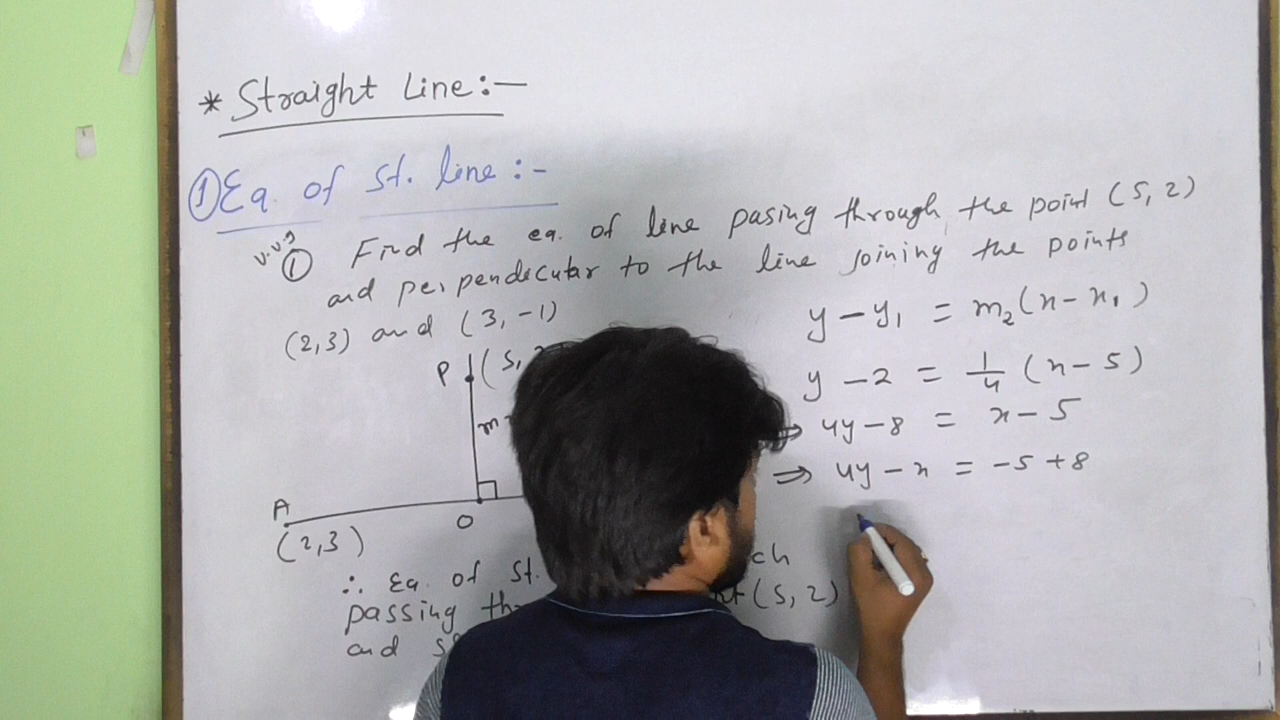 * Straight Line:-
① Eq. of st. line :-
v.v.g
① Find the eq. of line pasing through the point (5, 2)
and perpendicular to the line joining the points
(2,3) and (3, -1)
P (5,
m
A
O
(2,3)
∴ Eq. of st. ch
passing th (5, 2)
and
y - y₁ = m₂(x - x₁)
y - 2 = 1/4 (x - 5)
⇒ 4y - 8 = x - 5
⇒ 4y - x = -5 + 8